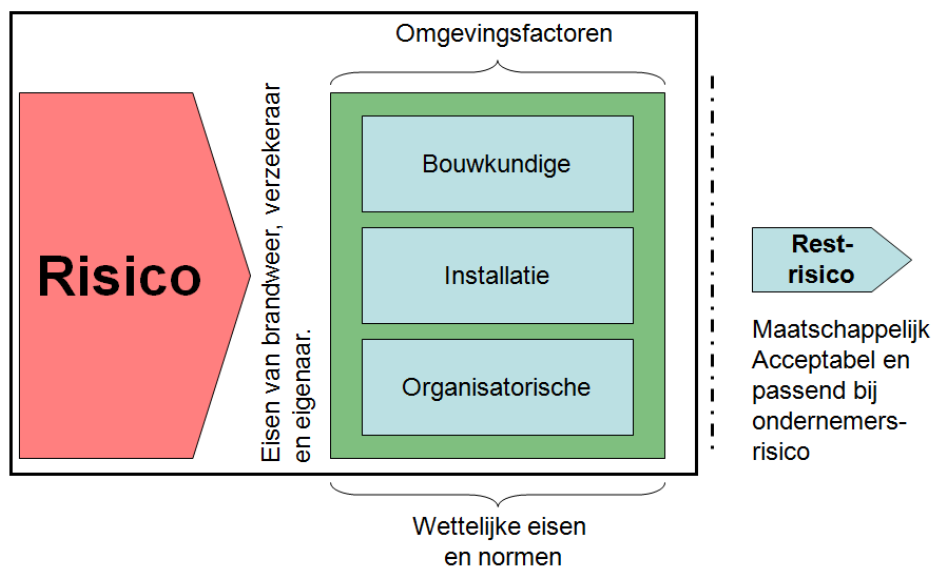 Omgevingsfactoren
Risico
Eisen van brandweer, verzekeraar
en eigenaar.
Bouwkundige
Installatie
Organisatorische
Rest-
risico
Maatschappelijk
Acceptabel en
passend bij
ondernemers-
risico
Wettelijke eisen
en normen